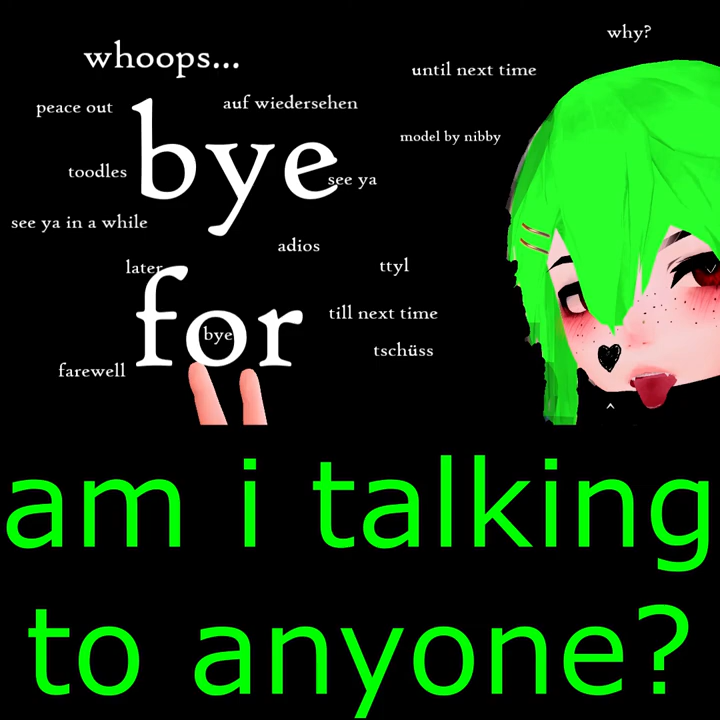 why?
whoops...
until next time
peace out
auf wiedersehen
bye
model by nibby
toodles
see ya
see ya in a while
adios
later
ttyl
for
till next time
bye
tschüss
farewell
am i talking
to anyone?